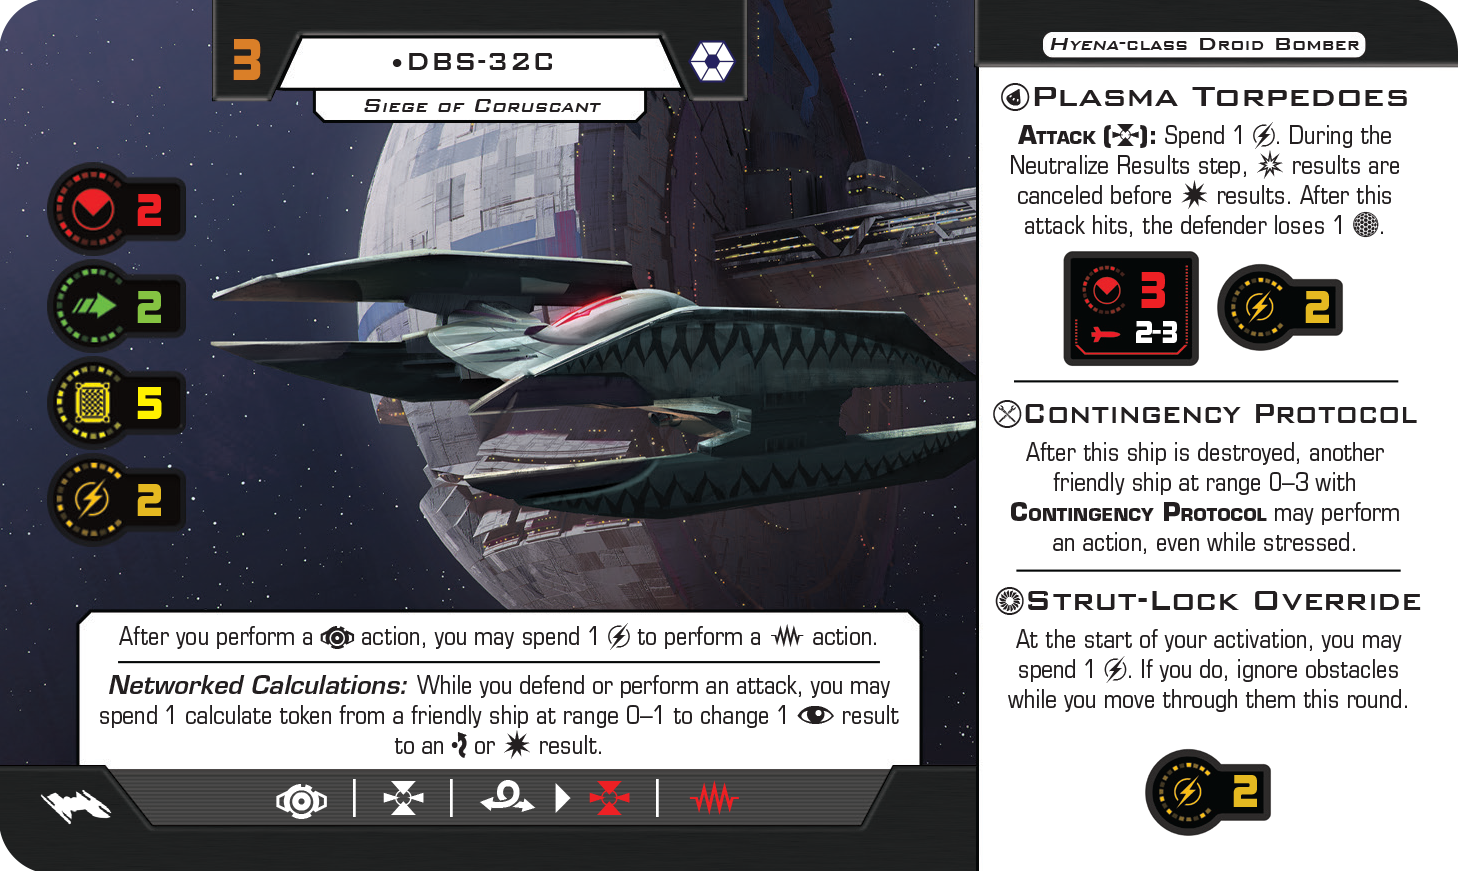 3
•DBS-32C
Siege of Coruscant
2
2
5
2
After you perform a action, you may spend 1 to perform a action.
Networked Calculations: While you defend or perform an attack, you may
spend 1 calculate token from a friendly ship at range 0–1 to change 1 result
to an or result.
Hyena-class Droid Bomber
Plasma Torpedoes
Attack ( ): Spend 1 . During the
Neutralize Results step, results are
canceled before results. After this
attack hits, the defender loses 1 .
3
2-3
2
Contingency Protocol
After this ship is destroyed, another
friendly ship at range 0–3 with
Contingency Protocol may perform
an action, even while stressed.
Strut-Lock Override
At the start of your activation, you may
spend 1 . If you do, ignore obstacles
while you move through them this round.
2